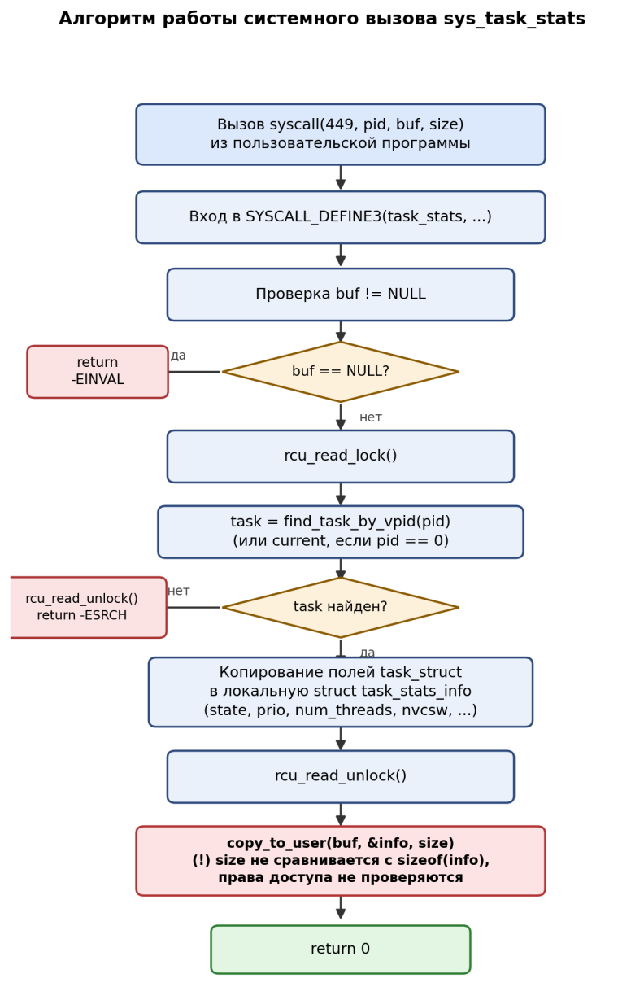 Алгоритм работы системного вызова sys_task_stats
Вызов syscall(449, pid, buf, size)
из пользовательской программы
Вход в SYSCALL_DEFINE3(task_stats, ...)
Проверка buf != NULL
buf == NULL?
да
return
-EINVAL
нет
rcu_read_lock()
task = find_task_by_vpid(pid)
(или current, если pid == 0)
task найден?
нет
rcu_read_unlock()
return -ESRCH
да
Копирование полей task_struct
в локальную struct task_stats_info
(state, prio, num_threads, nvcsw, ...)
rcu_read_unlock()
copy_to_user(buf, &info, size)
(!) size не сравнивается с sizeof(info),
права доступа не проверяются
return 0